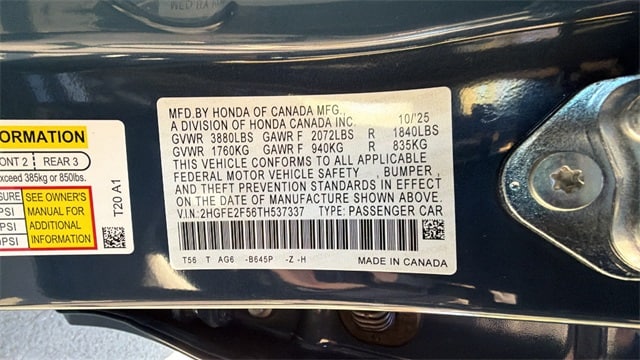 MFD.BY HONDA OF CANADA MFG.,
A DIVISION OF HONDA CANADA INC. 10/'25
GVWR 3880LBS GAWR F 2072LBS R 1840LBS
GVWR 1760KG GAWR F 940KG R 835KG
THIS VEHICLE CONFORMS TO ALL APPLICABLE
FEDERAL MOTOR VEHICLE SAFETY , BUMPER,
AND THEFT PREVENTION STANDARDS IN EFFECT
ON THE DATE OF MANUFACTURE SHOWN ABOVE.
V.I.N: 2HGFE2F56TH537337 TYPE: PASSENGER CAR
T56 T AG6 -B645P -Z -H
MADE IN CANADA
ORMATION
ONT 2 REAR 3
xceed 385kg or 850lbs.
SURE SEE OWNER'S
PSI MANUAL FOR
PSI ADDITIONAL
0PSI INFORMATION
T20 A1